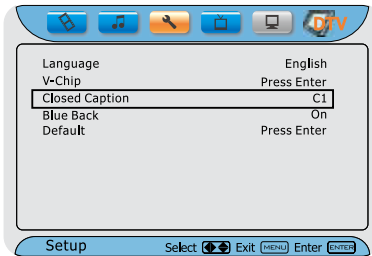 DTV
Language English
V-Chip Press Enter
Closed Caption C1
Blue Back On
Default Press Enter
Setup Select Exit MENU Enter ENTER